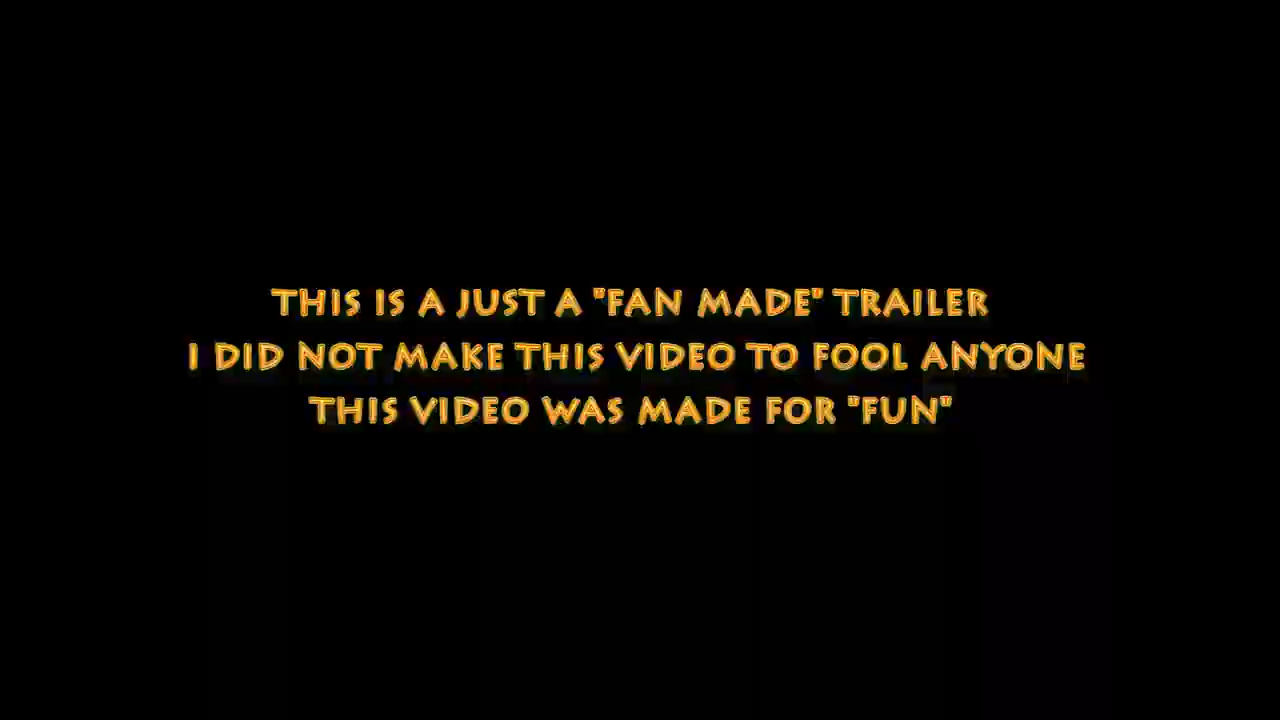 THIS IS A JUST A "FAN MADE" TRAILER
I DID NOT MAKE THIS VIDEO TO FOOL ANYONE
THIS VIDEO WAS MADE FOR "FUN"